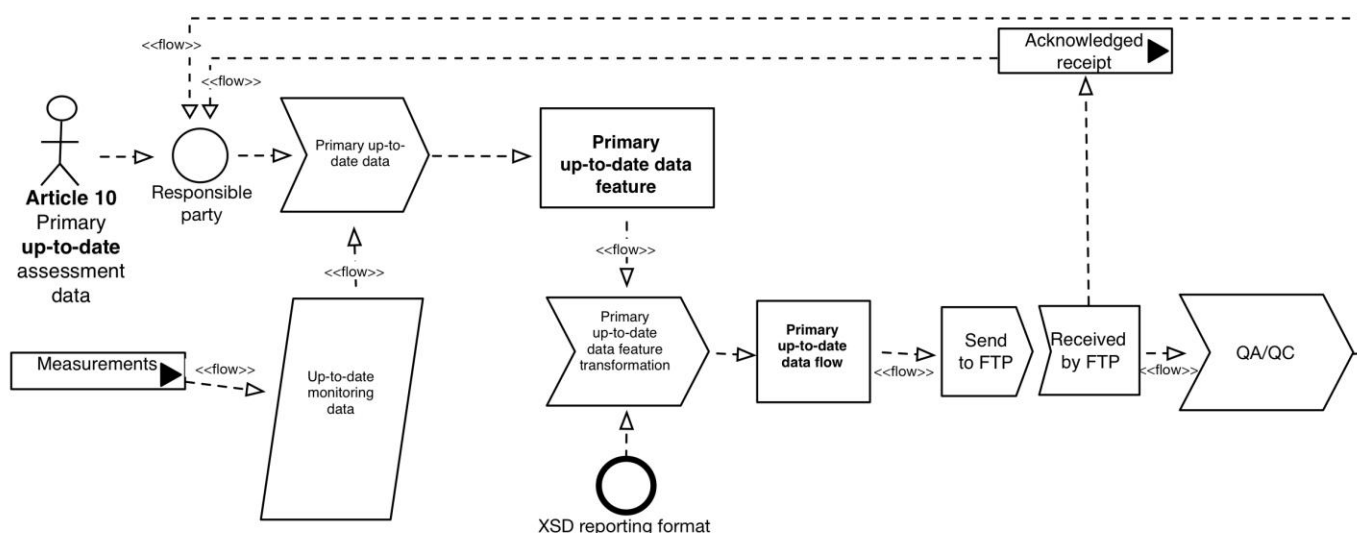 <<flow>>
<<flow>>
Acknowledged
receipt
Article 10
Primary
up-to-date
assessment
data
Responsible
party
Primary up-to-
date data
Primary
up-to-date data
feature
<<flow>>
<<flow>>
Measurements
<<flow>>
Up-to-date
monitoring
data
Primary
up-to-date
data feature
transformation
Primary
up-to-date
data flow
<<flow>>
Send
to FTP
Received
by FTP
<<flow>>
QA/QC
XSD reporting format